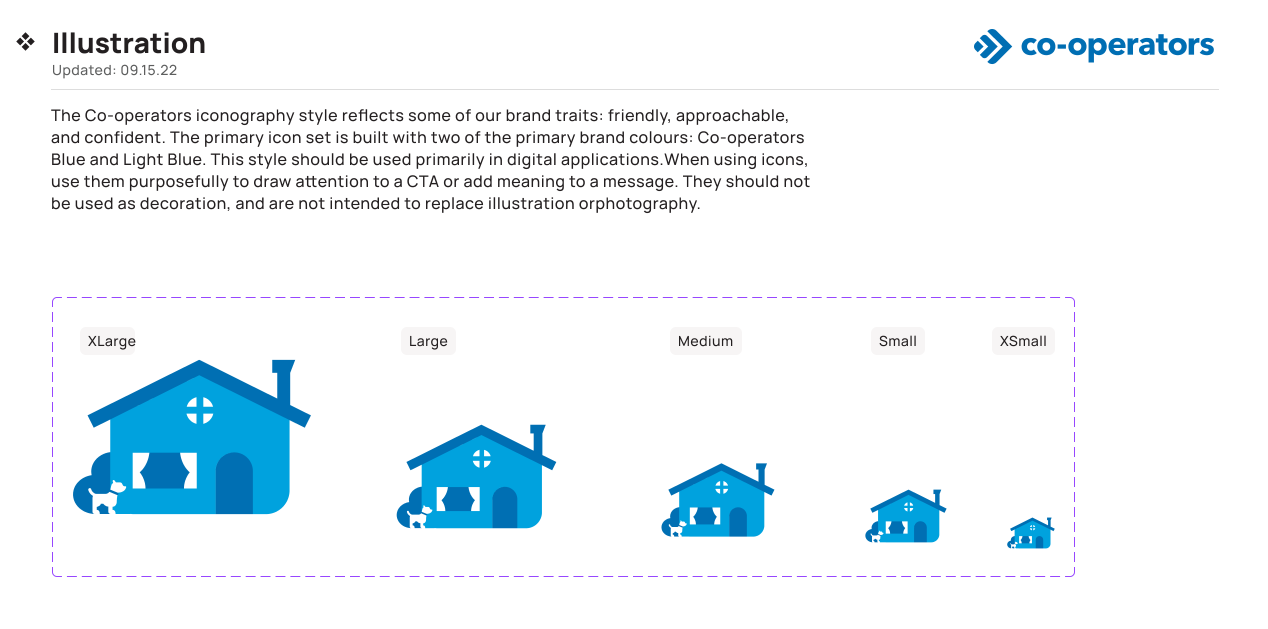 Illustration
co-operators
Updated: 09.15.22
The Co-operators iconography style reflects some of our brand traits: friendly, approachable,
and confident. The primary icon set is built with two of the primary brand colours: Co-operators
Blue and Light Blue. This style should be used primarily in digital applications.When using icons,
use them purposefully to draw attention to a CTA or add meaning to a message. They should not
be used as decoration, and are not intended to replace illustration orphotography.
XLarge
Large
Medium
Small
XSmall